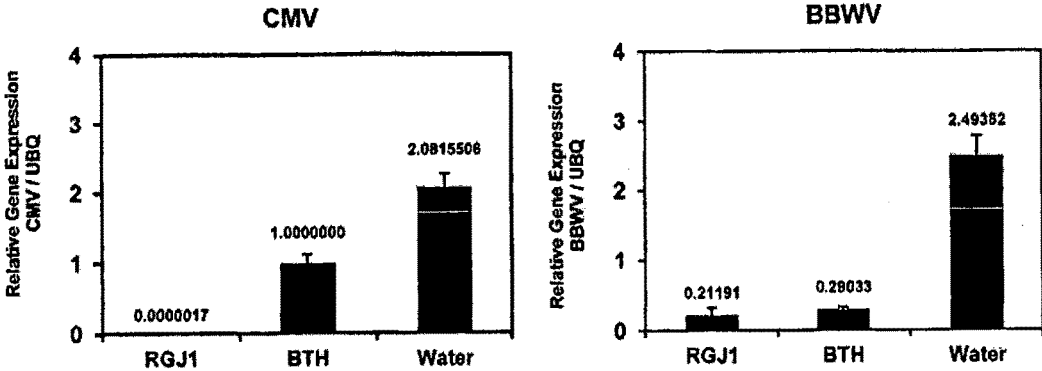 CMV
Relative Gene Expression
CMV / UBQ
4
3
2
1
0
0.0000017
1.0000000
2.0815506
RGJ1
BTH
Water
BBWV
Relative Gene Expression
BBWV / UBQ
4
3
2
1
0
0.21191
0.28033
2.49382
RGJ1
BTH
Water